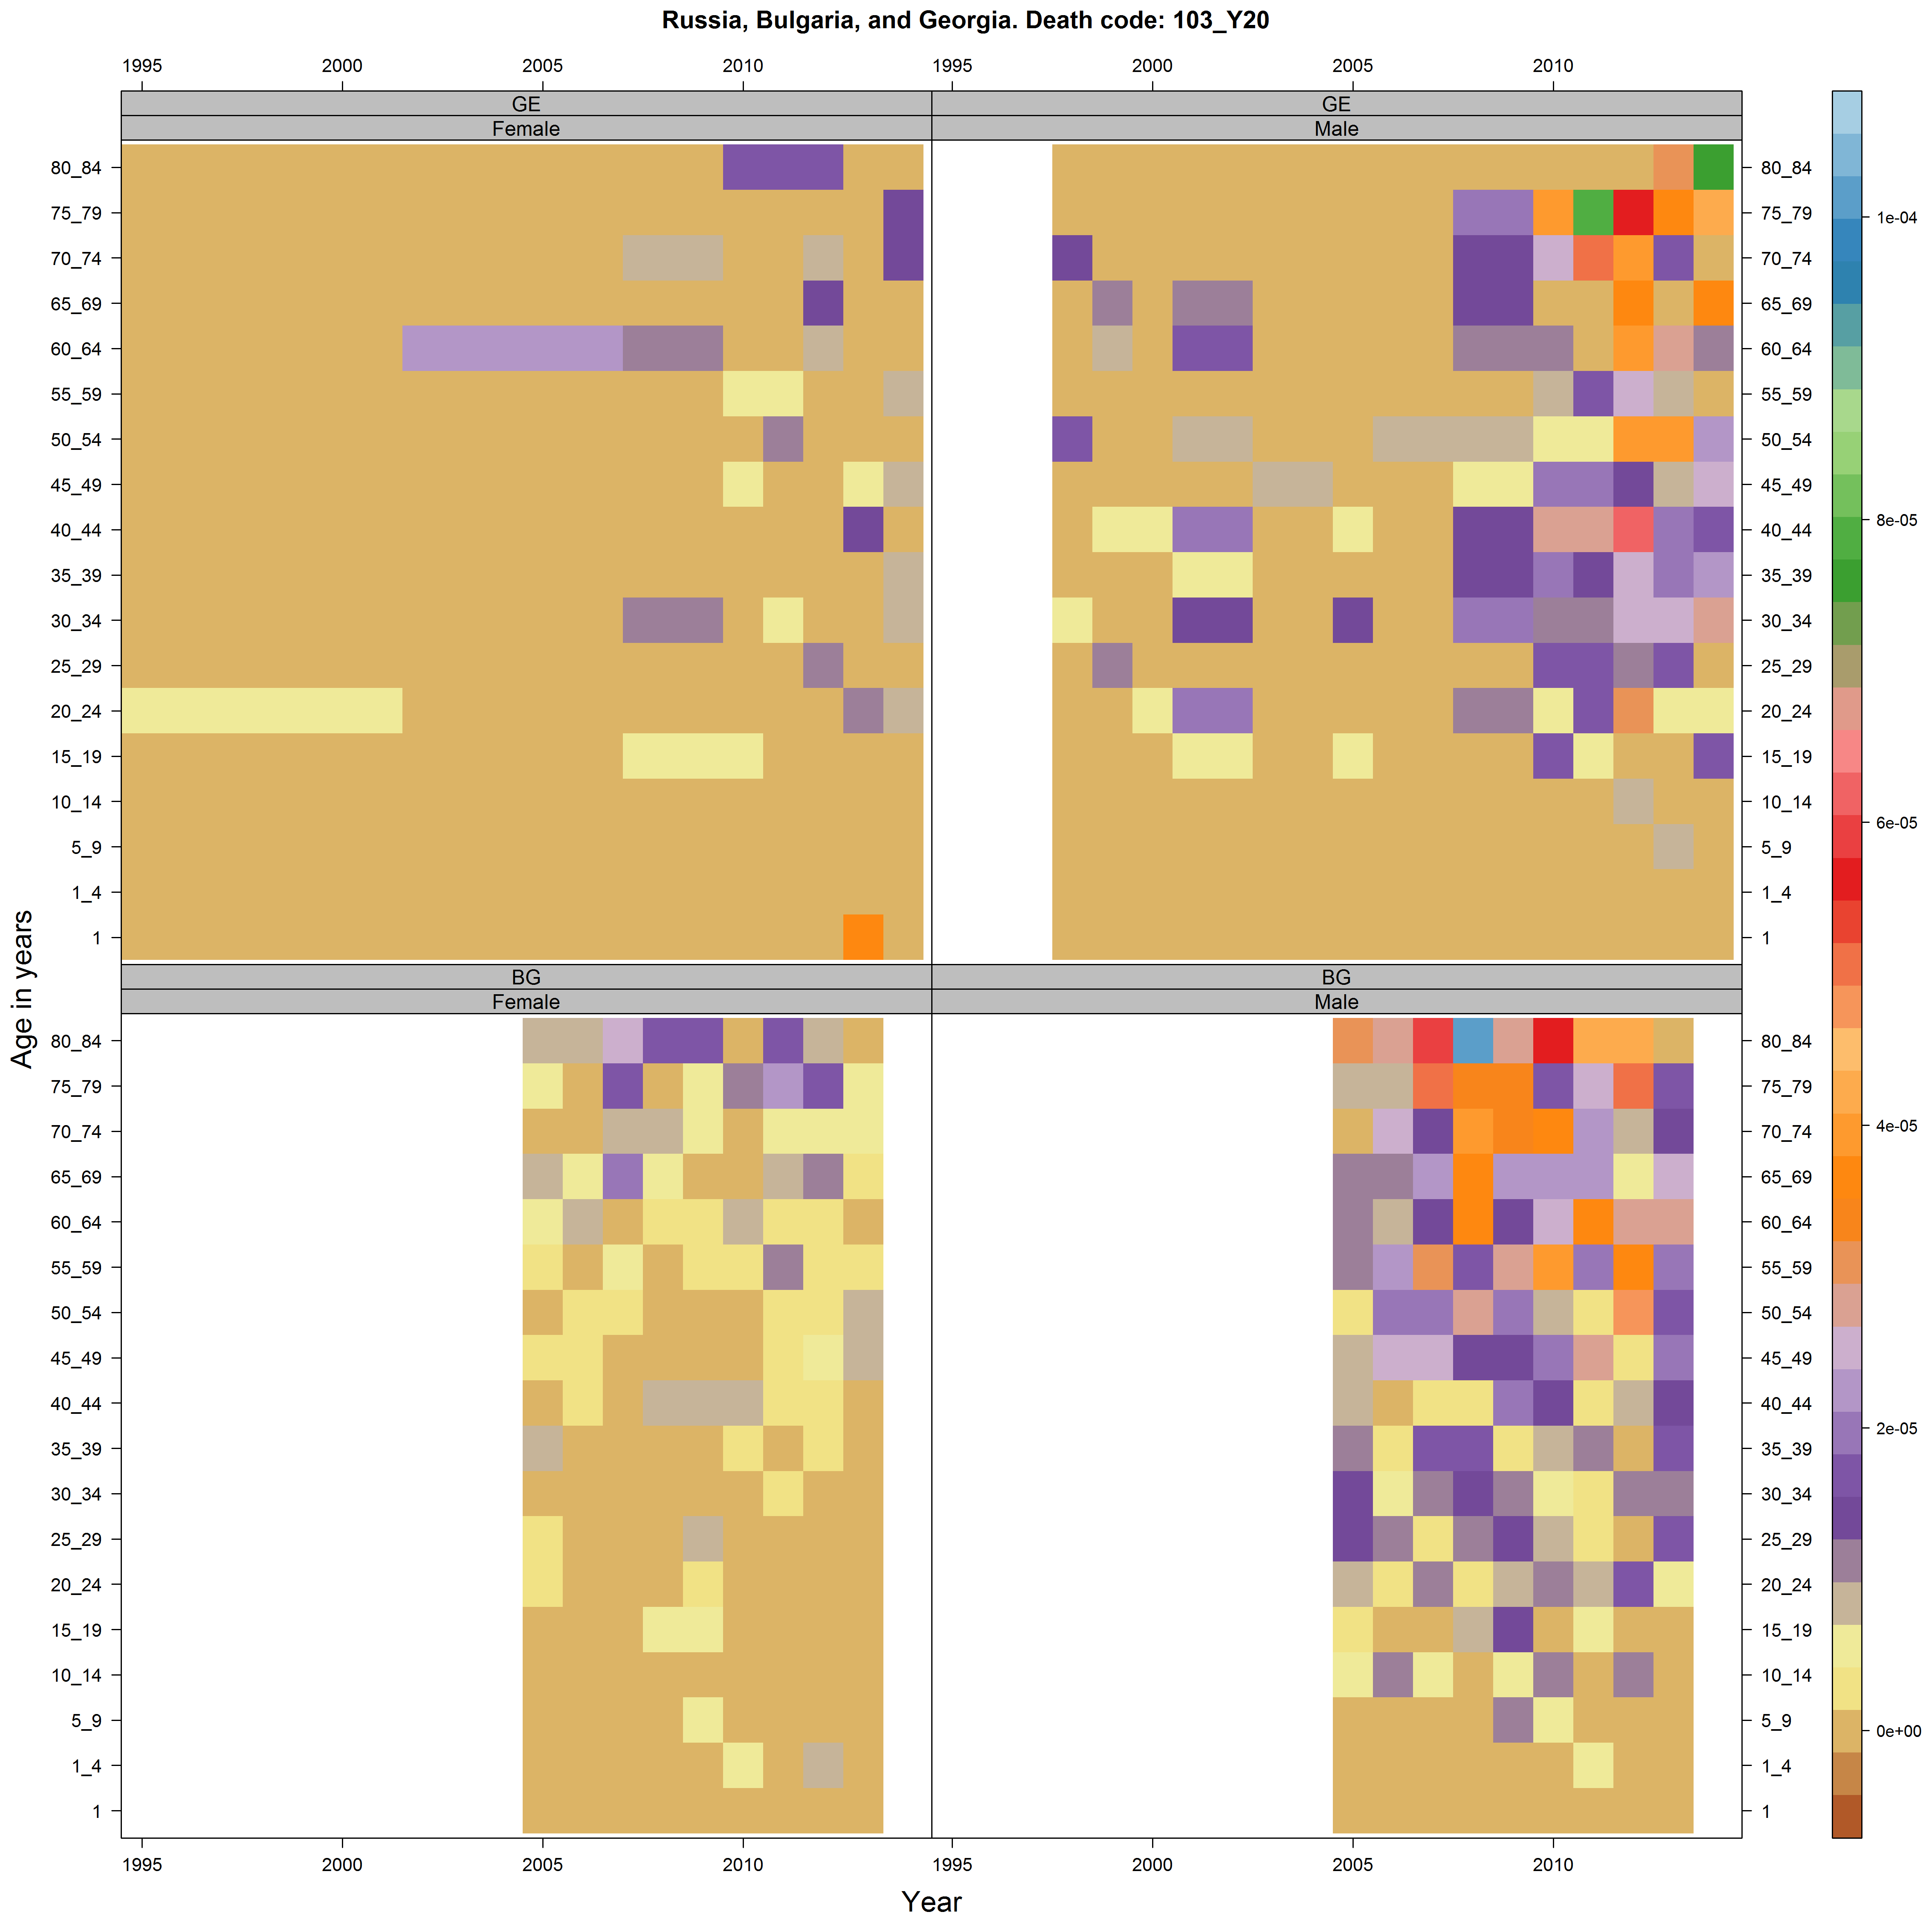 Russia, Bulgaria, and Georgia. Death code: 103_Y20
1995 2000 2005 2010 1995 2000 2005 2010
GE GE
Female Male
80_84 80_84
75_79 75_79
70_74 70_74
65_69 65_69
60_64 60_64
55_59 55_59
50_54 50_54
45_49 45_49
40_44 40_44
35_39 35_39
30_34 30_34
25_29 25_29
20_24 20_24
15_19 15_19
10_14 10_14
5_9 5_9
1_4 1_4
1 1
BG BG
Female Male
80_84 80_84
75_79 75_79
70_74 70_74
65_69 65_69
60_64 60_64
55_59 55_59
50_54 50_54
45_49 45_49
40_44 40_44
35_39 35_39
30_34 30_34
25_29 25_29
20_24 20_24
15_19 15_19
10_14 10_14
5_9 5_9
1_4 1_4
1 1
1995 2000 2005 2010 1995 2000 2005 2010
Age in years
Year
1e-04
8e-05
6e-05
4e-05
2e-05
0e+00